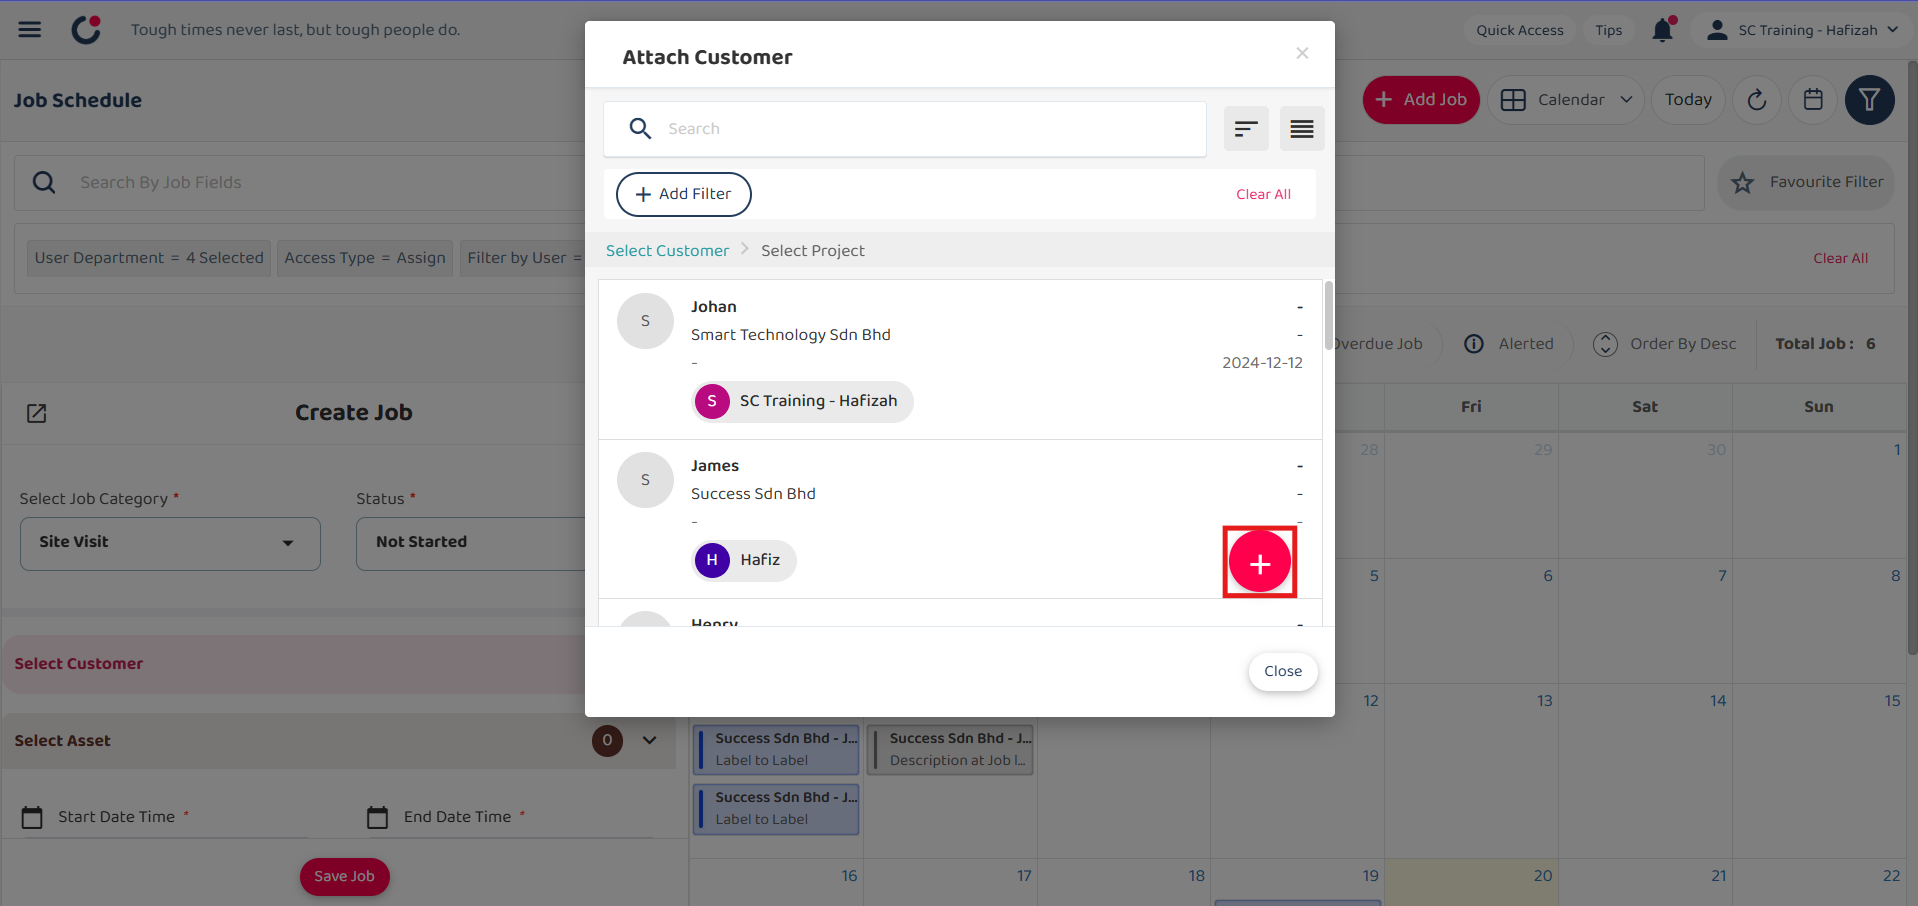 Tough times never last, but tough people do.
Quick Access
Tips
SC Training - Hafizah
Job Schedule
Add Job
Calendar
Today
Search By Job Fields
Favourite Filter
User Department = 4 Selected
Access Type = Assign
Filter by User =
Clear All
Overdue Job
Alerted
Order By Desc
Total Job : 6
Attach Customer
×
Search
Add Filter
Clear All
Select Customer
Select Project
S
Johan
-
Smart Technology Sdn Bhd
-
-
2024-12-12
S
SC Training - Hafizah
S
James
-
Success Sdn Bhd
-
-
-
H
Hafiz
Henry
-
Close
Create Job
Select Job Category *
Status *
Site Visit
Not Started
Select Customer
Select Asset
0
Start Date Time *
End Date Time *
Save Job
Fri
Sat
Sun
28
29
30
1
5
6
7
8
12
13
14
15
Success Sdn Bhd - J...
Label to Label
Success Sdn Bhd - J...
Description at Job I...
Success Sdn Bhd - J...
Label to Label
16
17
18
19
20
21
22